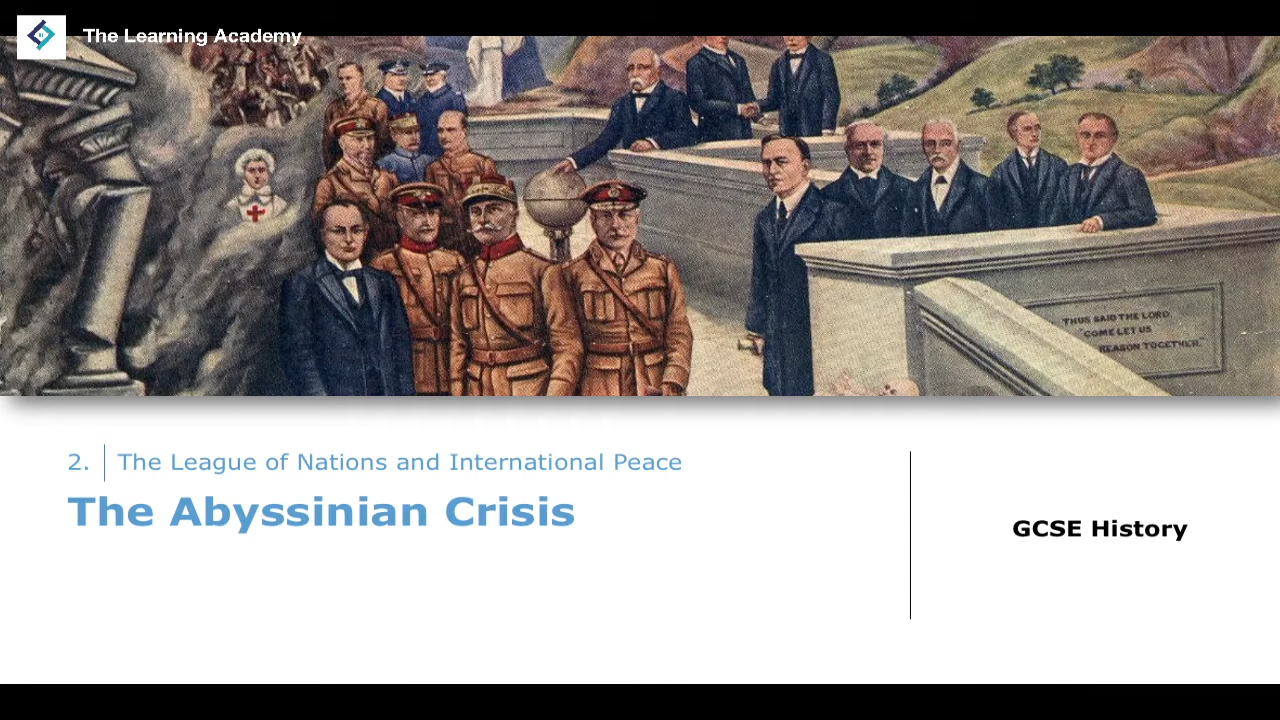 The Learning Academy
THUS SAID THE LORD,
"COME LET US
REASON TOGETHER."
2. The League of Nations and International Peace
The Abyssinian Crisis
GCSE History